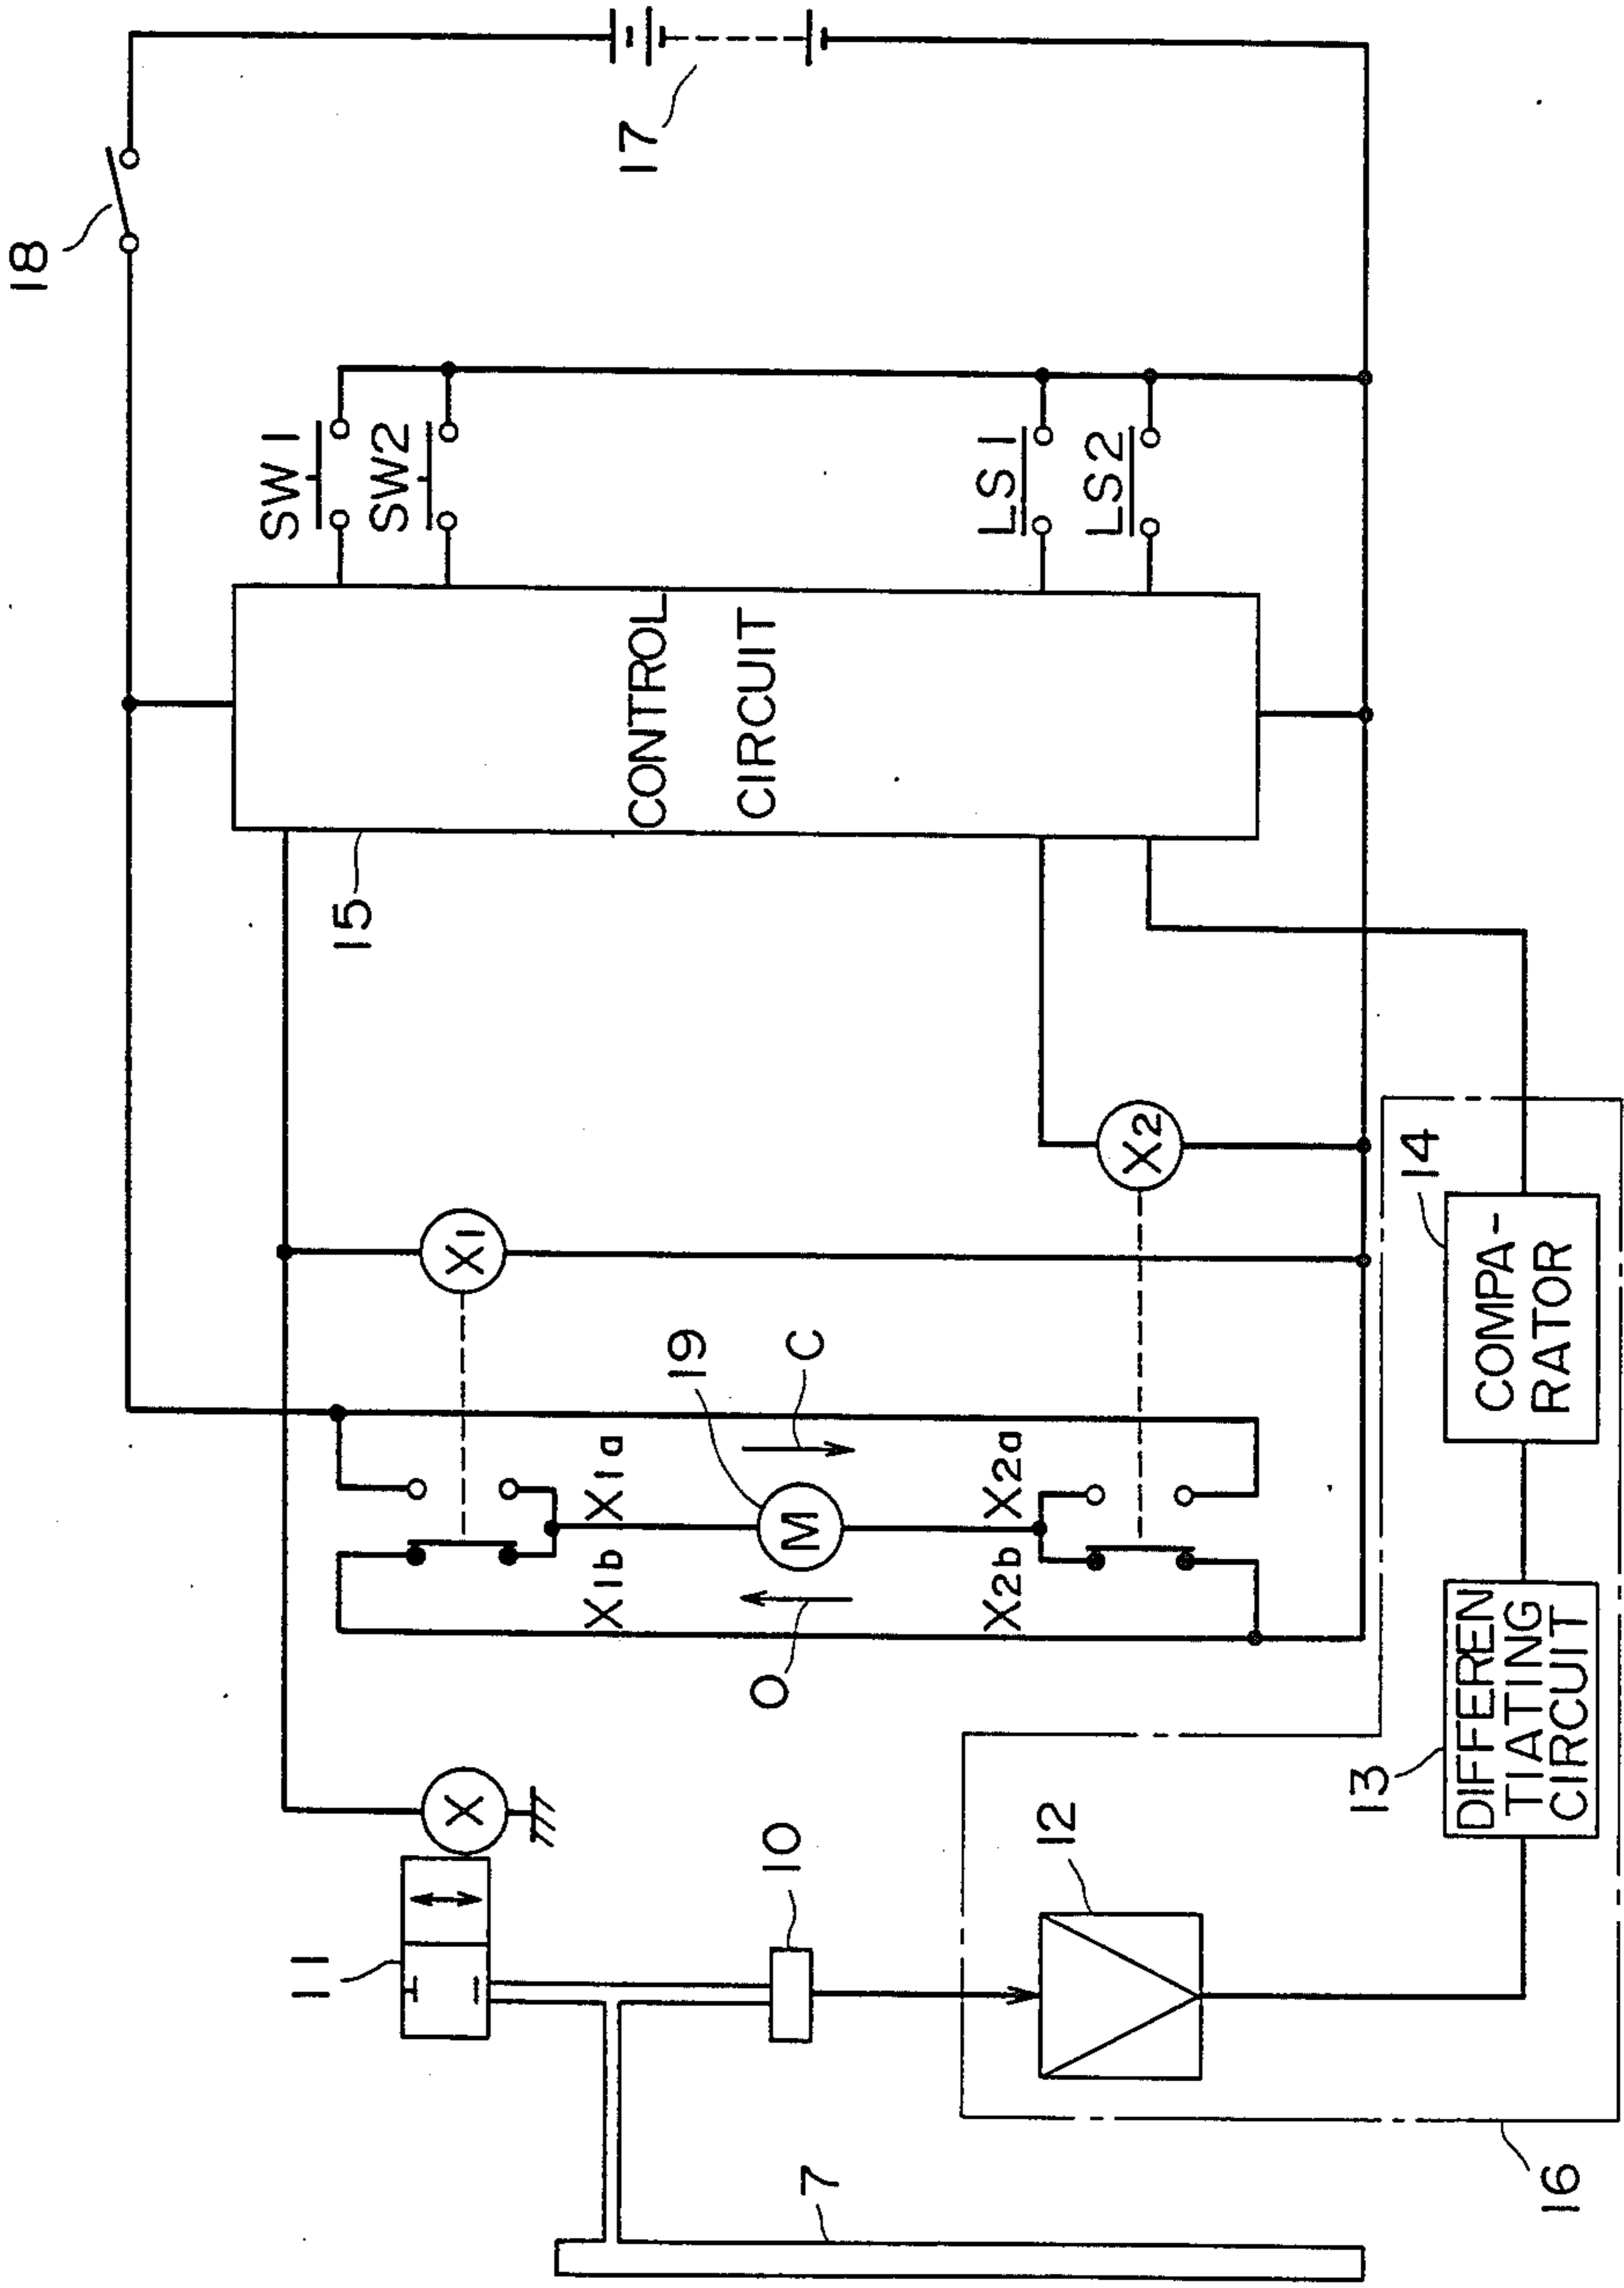 18
11
SW1
15
SW2
X
X1
X1b
X1a
CONTROL
CIRCUIT
17
19
O
10
M
C
7
X2b
X2a
LS1
12
LS2
X2
13
14
DIFFEREN
TIATING
CIRCUIT
COMPA-
RATOR
16